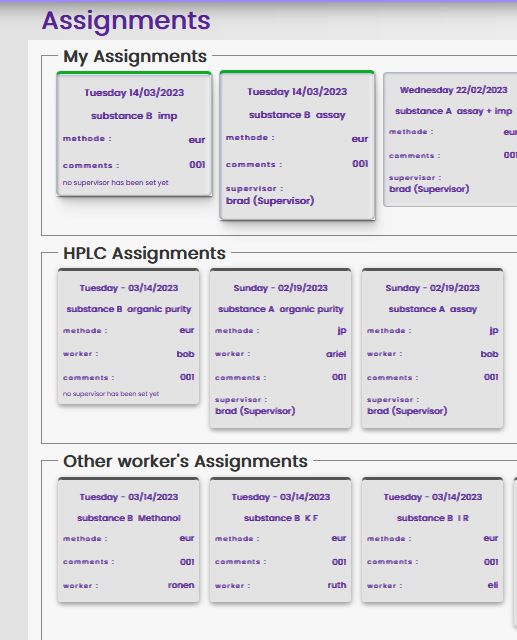 Assignments
My Assignments
Tuesday 14/03/2023
substance B imp
methode : eur
comments : 001
no supervisor has been set yet
Tuesday 14/03/2023
substance B assay
methode : eur
comments : 001
supervisor :
brad (Supervisor)
Wednesday 22/02/2023
substance A assay + imp
methode : eur
comments : 001
supervisor :
brad (Supervisor)
HPLC Assignments
Tuesday - 03/14/2023
substance B organic purity
methode : eur
worker : bob
comments : 001
no supervisor has been set yet
Sunday - 02/19/2023
substance A organic purity
methode : jp
worker : ariel
comments : 001
supervisor :
brad (Supervisor)
Sunday - 02/19/2023
substance A assay
methode : jp
worker : bob
comments : 001
supervisor :
brad (Supervisor)
Other worker's Assignments
Tuesday - 03/14/2023
substance B Methanol
methode : eur
comments : 001
worker : ronen
Tuesday - 03/14/2023
substance B K F
methode : eur
comments : 001
worker : ruth
Tuesday - 03/14/2023
substance B I R
methode : eur
comments : 001
worker : eli